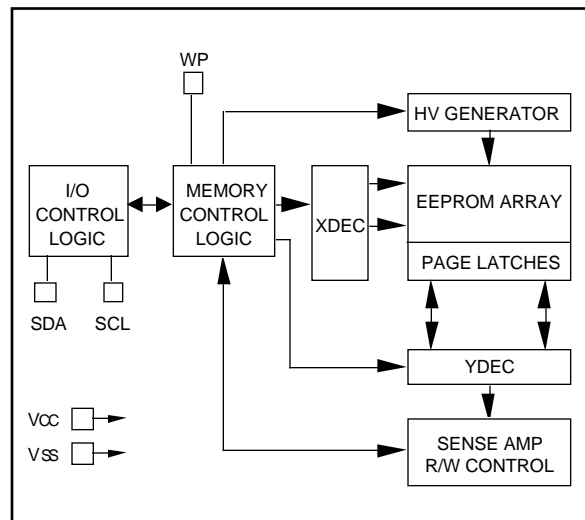 WP
HV GENERATOR
I/O
CONTROL
LOGIC
MEMORY
CONTROL
LOGIC
XDEC
EEPROM ARRAY
PAGE LATCHES
SDA
SCL
YDEC
VCC
VSS
SENSE AMP
R/W CONTROL